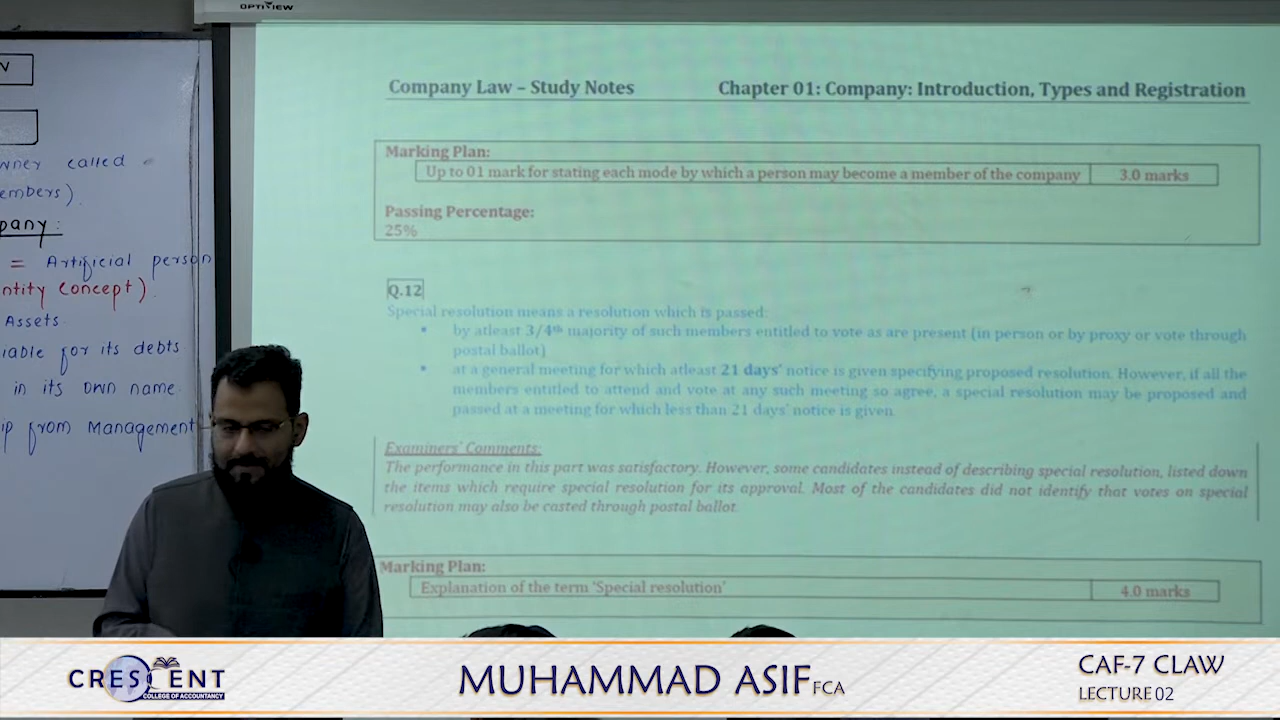 OPTIVIEW
called
embers).
pany:
= Artificial person
ntity Concept).
Assets
iable for its debts
in its own name.
ip from Management
Company Law – Study Notes
Chapter 01: Company: Introduction, Types and Registration
Marking Plan:
Up to 01 mark for stating each mode by which a person may become a member of the company
3.0 marks
Passing Percentage:
25%
Q.12
Special resolution means a resolution which is passed:
by atleast 3/4th majority of such members entitled to vote as are present (in person or by proxy or vote through
postal ballot)
at a general meeting for which atleast 21 days' notice is given specifying proposed resolution. However, if all the
members entitled to attend and vote at any such meeting so agree, a special resolution may be proposed and
passed at a meeting for which less than 21 days' notice is given.
Examiners' Comments:
The performance in this part was satisfactory. However, some candidates instead of describing special resolution, listed down
the items which require special resolution for its approval. Most of the candidates did not identify that votes on special
resolution may also be casted through postal ballot.
Marking Plan:
Explanation of the term 'Special resolution'
4.0 marks
CRESCENT
COLLEGE OF ACCOUNTANCY
MUHAMMAD ASIF FCA
CAF-7 CLAW
LECTURE 02